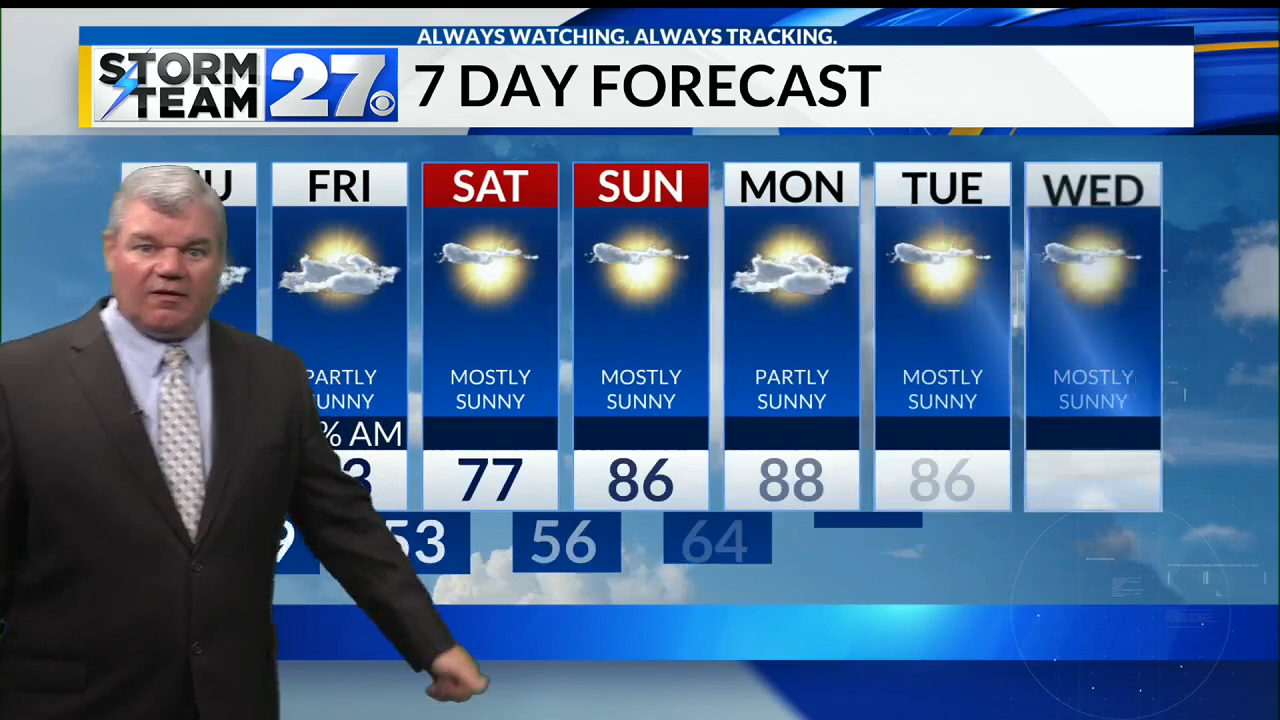 ALWAYS WATCHING. ALWAYS TRACKING.
STORM TEAM 27 7 DAY FORECAST
FRI SAT SUN MON TUE WED
PARTLY MOSTLY MOSTLY PARTLY MOSTLY MOSTLY
SUNNY SUNNY SUNNY SUNNY SUNNY
% AM
77 86 88 86
53 56 64